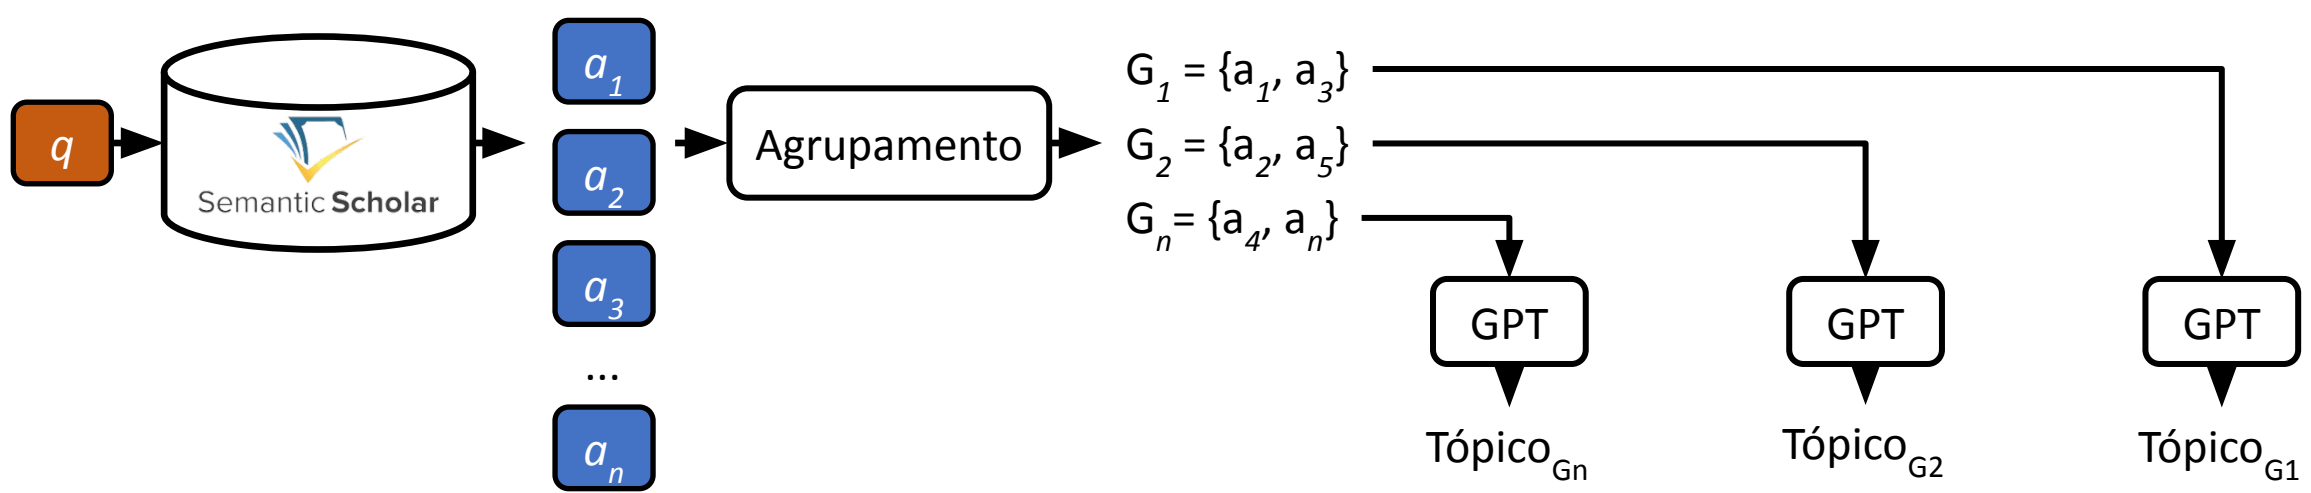 q
Semantic Scholar
a1
a2
a3
...
an
Agrupamento
G1 = {a1, a3}
G2 = {a2, a5}
Gn= {a4, an}
GPT
GPT
GPT
TópicoGn
TópicoG2
TópicoG1